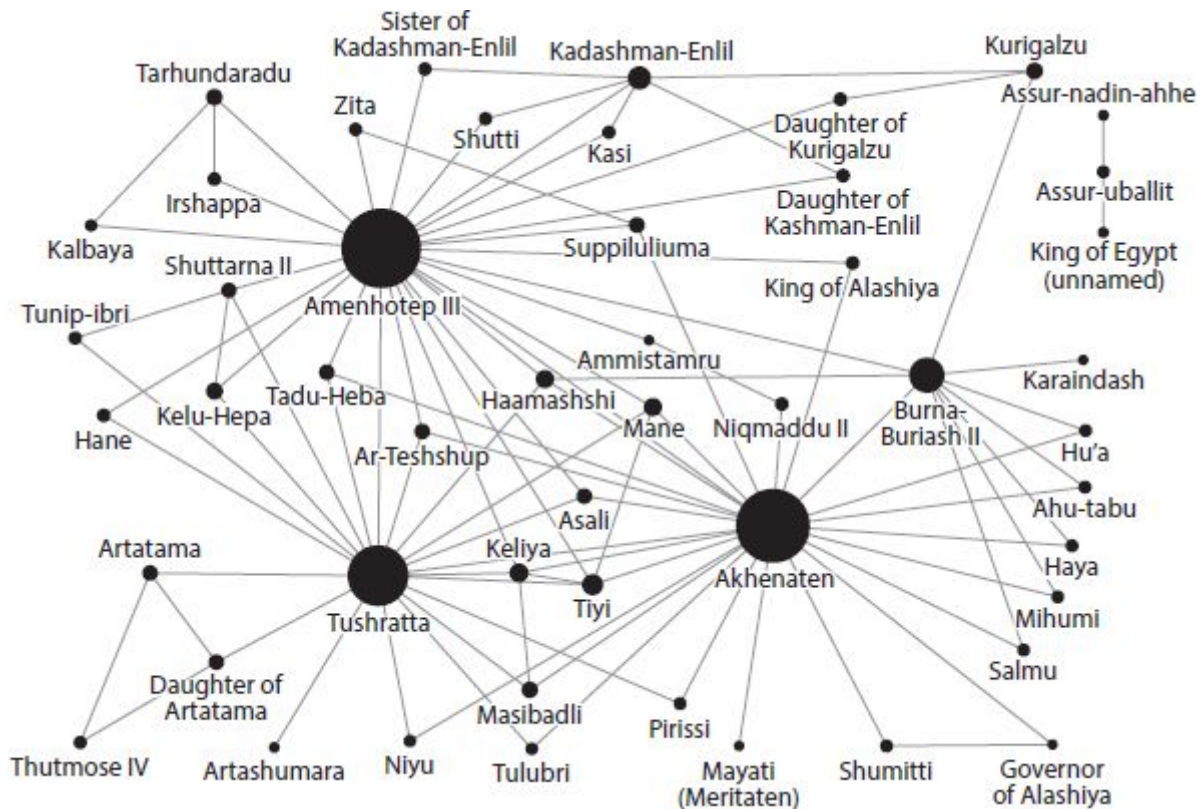 Sister of
Kadashman-Enlil
Kadashman-Enlil
Kurigalzu
Tarhundaradu
Assur-nadin-ahhe
Zita
Shutti
Kasi
Daughter of
Kurigalzu
Irshappa
Assur-uballit
Daughter of
Kashman-Enlil
Kalbaya
Suppiluliuma
King of Egypt
(unnamed)
Shuttarna II
King of Alashiya
Tunip-ibri
Amenhotep III
Ammistamru
Karaindash
Tadu-Heba
Haamashshi
Kelu-Hepa
Burna-
Buriash II
Hane
Mane
Niqmaddu II
Ar-Teshshup
Hu'a
Asali
Ahu-tabu
Artatama
Keliya
Akhenaten
Haya
Tushratta
Tiyi
Mihumi
Salmu
Daughter of
Artatama
Masibadli
Pirissi
Thutmose IV
Artashumara
Niyu
Tulubri
Mayati
(Meritaten)
Shumitti
Governor
of Alashiya